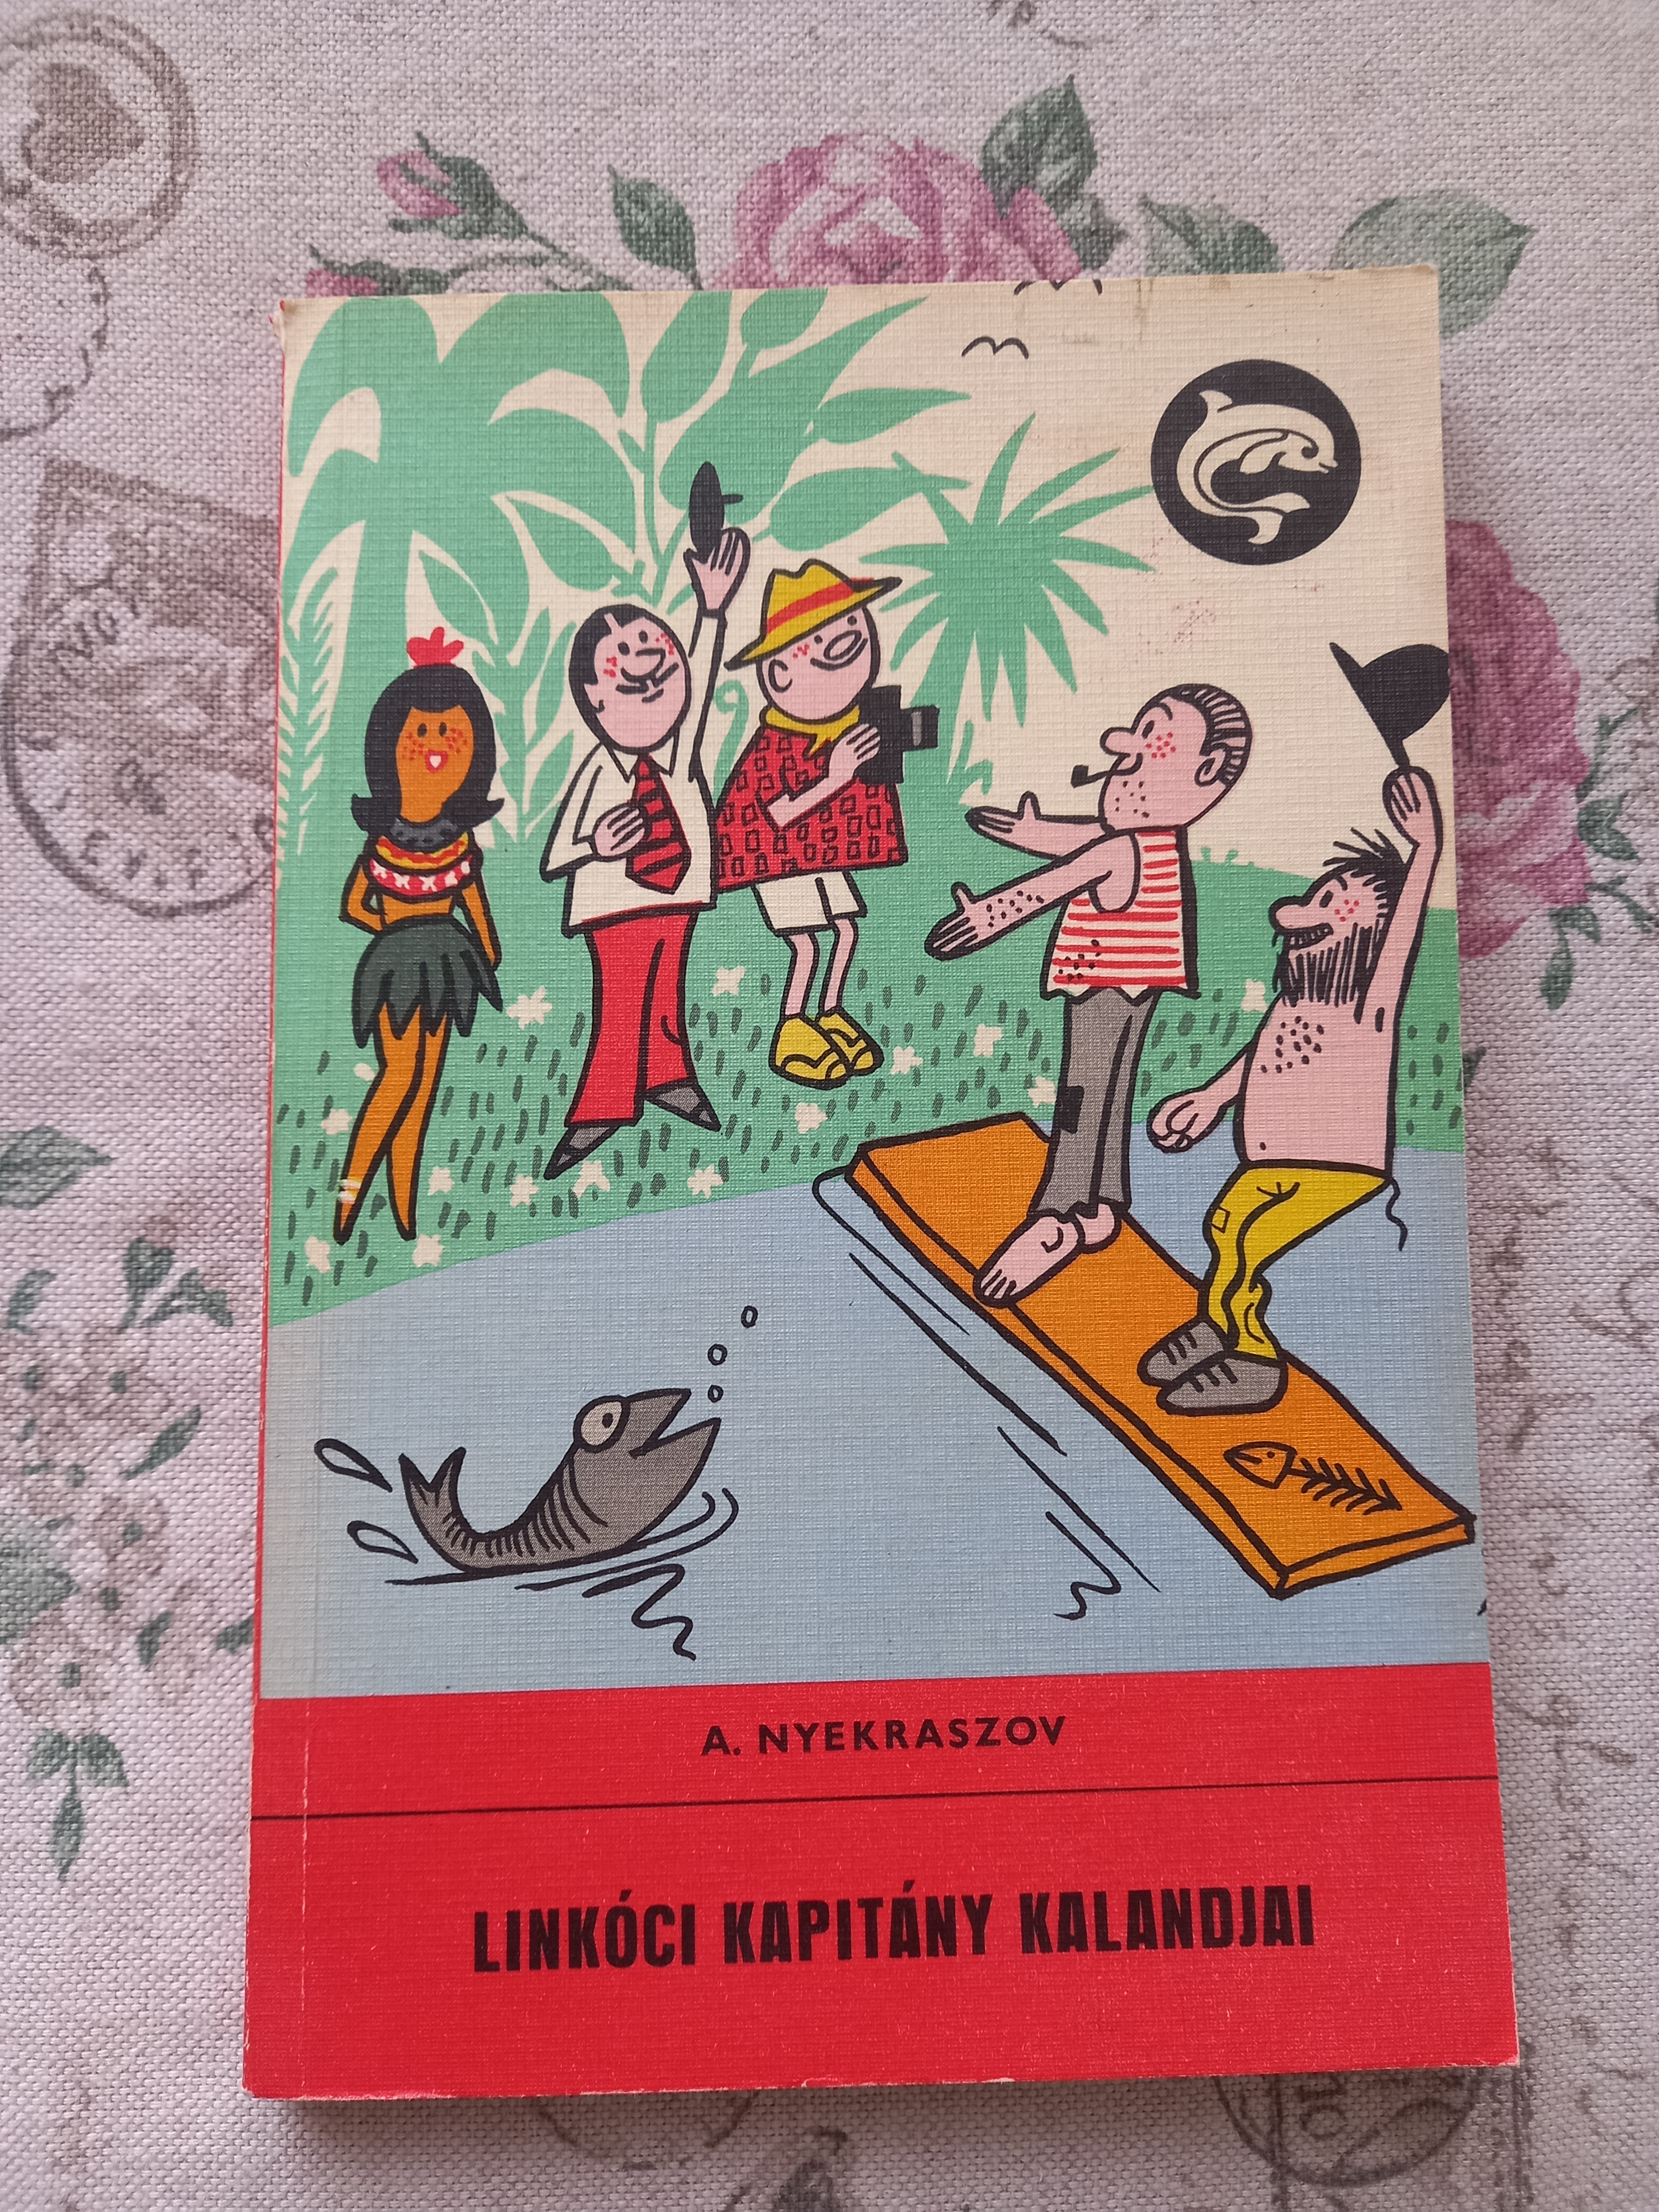 A. NYEKRASZOV
LINKÓCI KAPITÁNY KALANDJAI